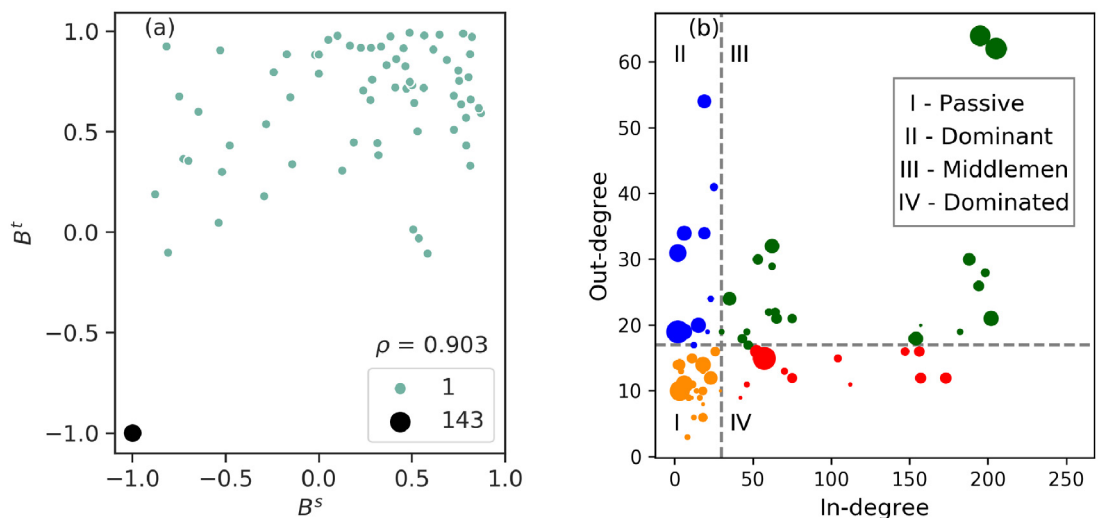 (a)
1.0
0.5
0.0
−0.5
−1.0
B^t
ρ = 0.903
1
143
−1.0 −0.5 0.0 0.5 1.0
B^s
(b)
II III
I - Passive
II - Dominant
III - Middlemen
IV - Dominated
I IV
60
50
40
30
20
10
0
Out-degree
0 50 100 150 200 250
In-degree